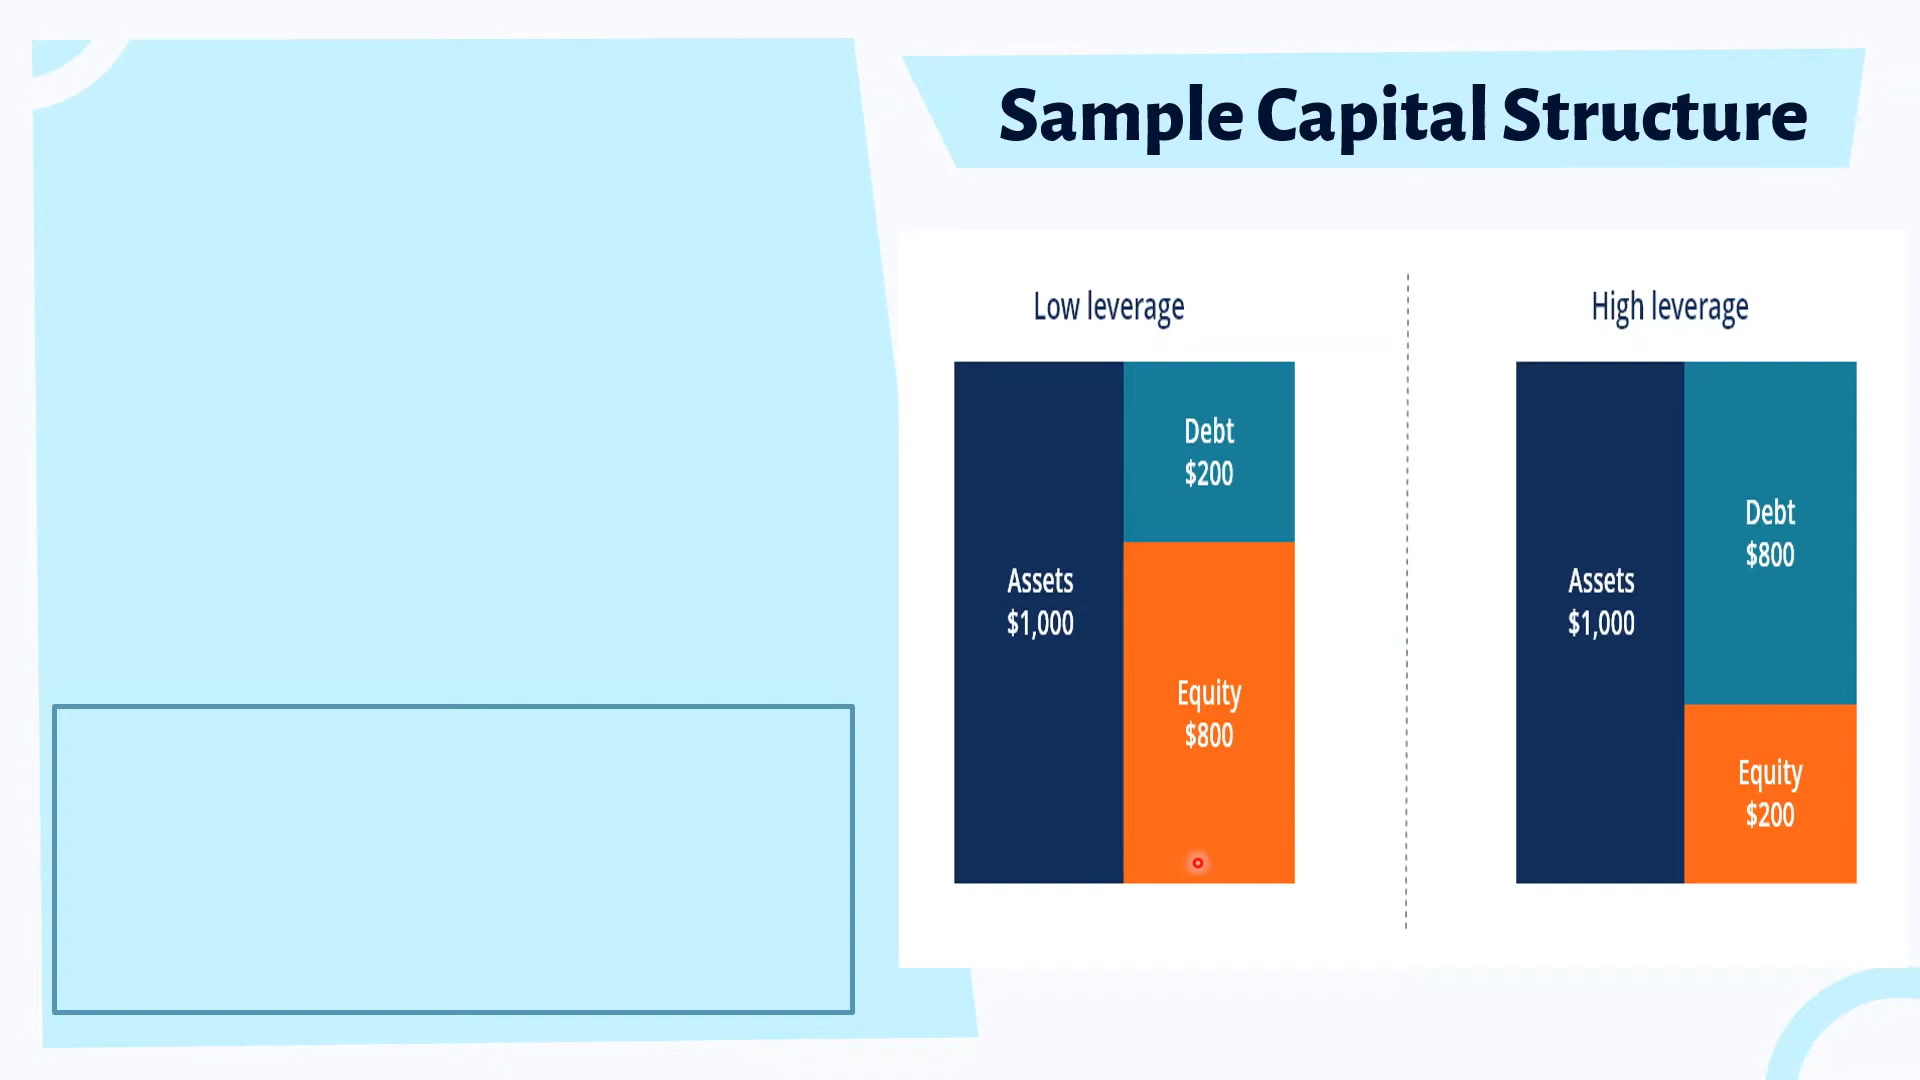 Sample Capital Structure
Low leverage
Assets
$1,000
Debt
$200
Equity
$800
High leverage
Assets
$1,000
Debt
$800
Equity
$200